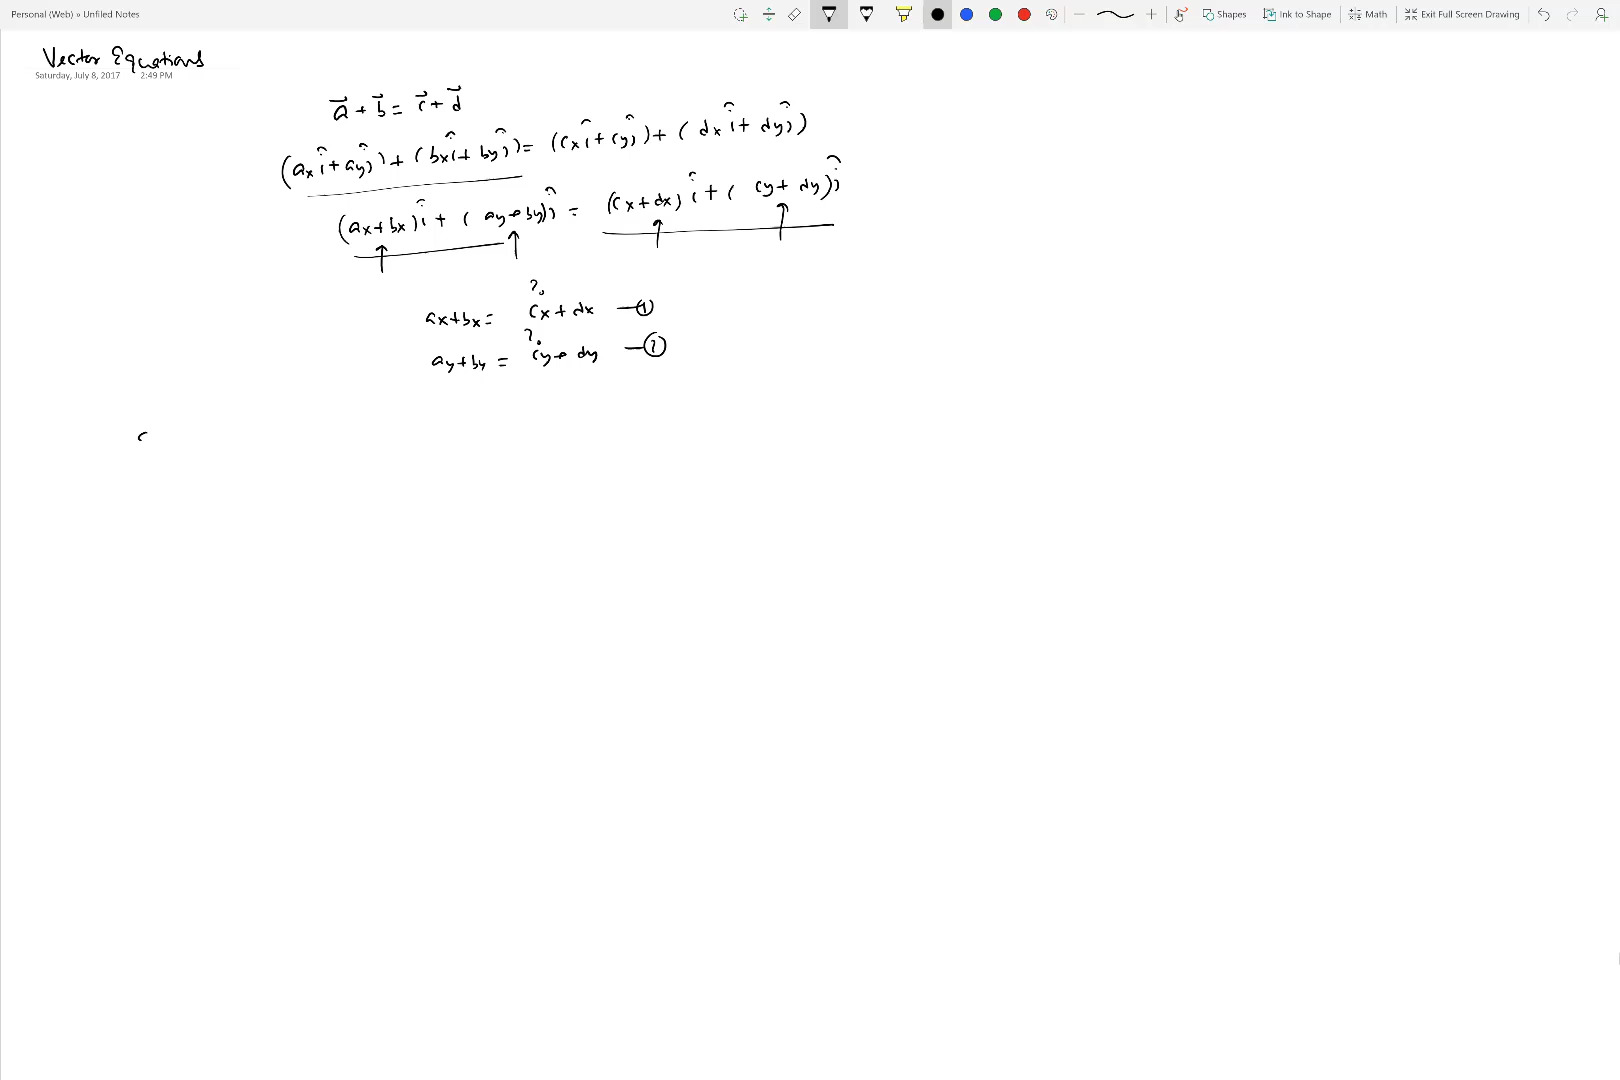 Personal (Web) » Unfiled Notes
Shapes Ink to Shape Math Exit Full Screen Drawing
Vector Equations
Saturday, July 8, 2017 2:49 PM
a⃗ + b⃗ = c⃗ + d⃗
(ax î + ay ĵ) + (bx î + by ĵ) = (cx î + cy ĵ) + (dx î + dy ĵ)
(ax + bx) î + (ay + by) ĵ = (cx + dx) î + (cy + dy) ĵ
?
ax + bx = cx + dx —①
?
ay + by = cy + dy —②